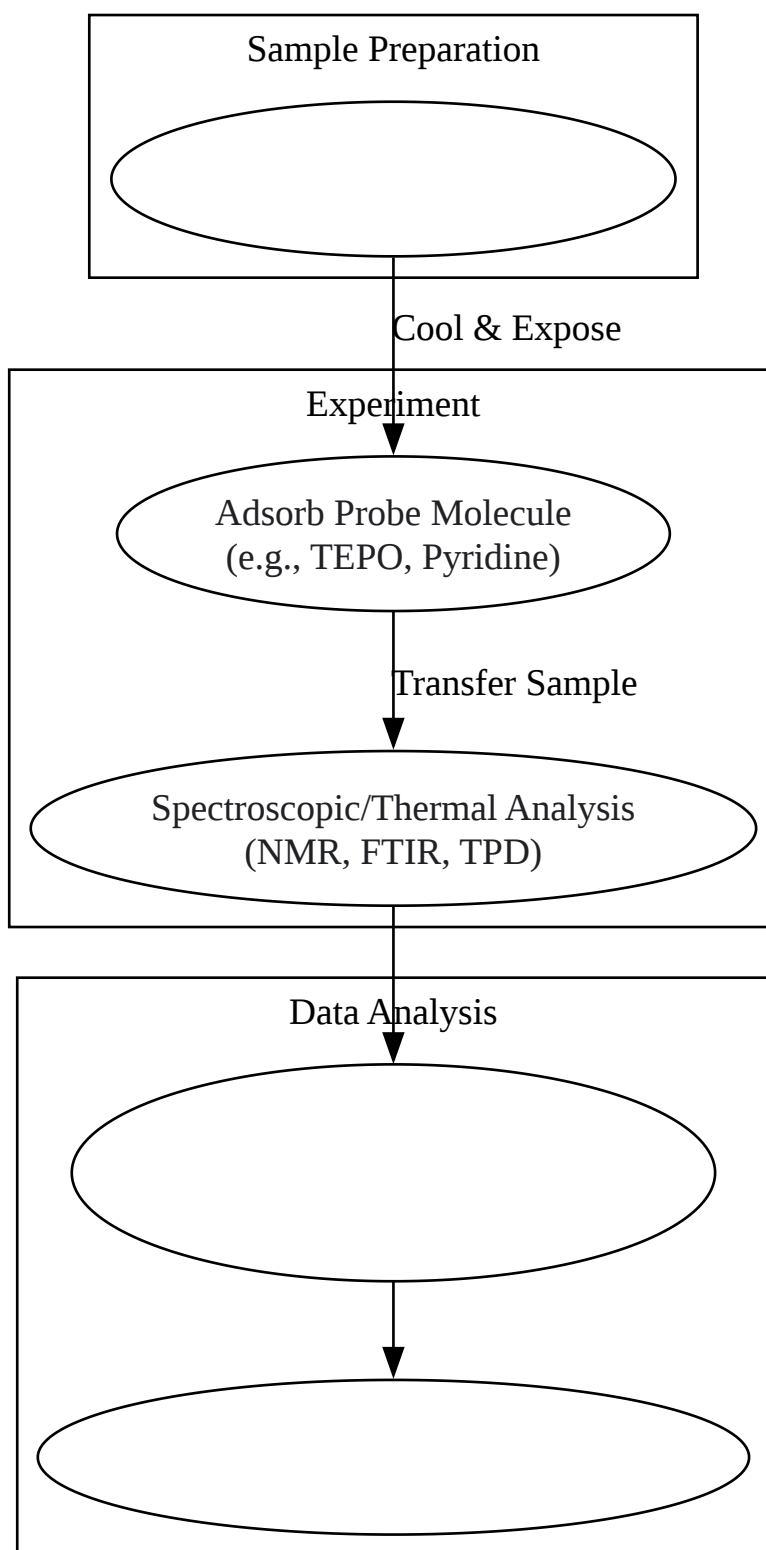 Sample Preparation
Cool & Expose
Experiment
Adsorb Probe Molecule
(e.g., TEPO, Pyridine)
Transfer Sample
Spectroscopic/Thermal Analysis
(NMR, FTIR, TPD)
Data Analysis